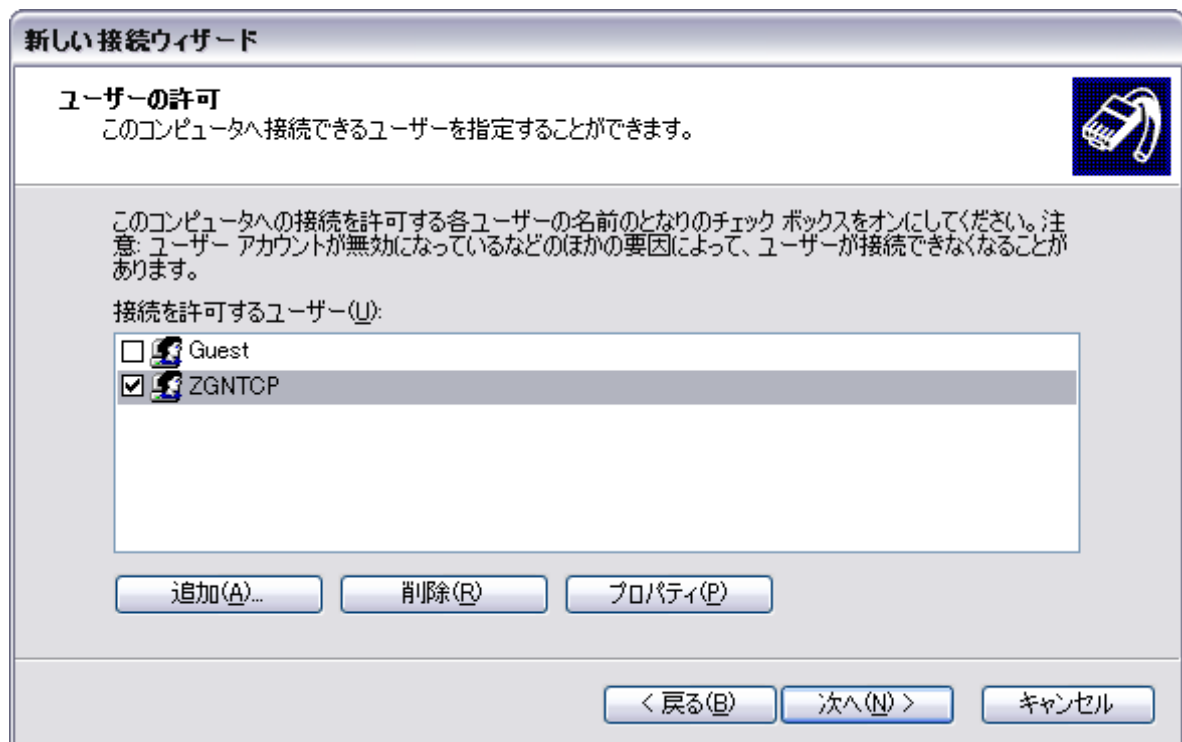 新しい接続ウィザード
ユーザーの許可
このコンピュータへ接続できるユーザーを指定することができます。
このコンピュータへの接続を許可する各ユーザーの名前のとなりのチェック ボックスをオンにしてください。注
意: ユーザー アカウントが無効になっているなどのほかの要因によって、ユーザーが接続できなくなることが
あります。
接続を許可するユーザー(U):
Guest
ZGNTCP
追加(A)... 削除(R) プロパティ(P)
< 戻る(B) 次へ(N) > キャンセル